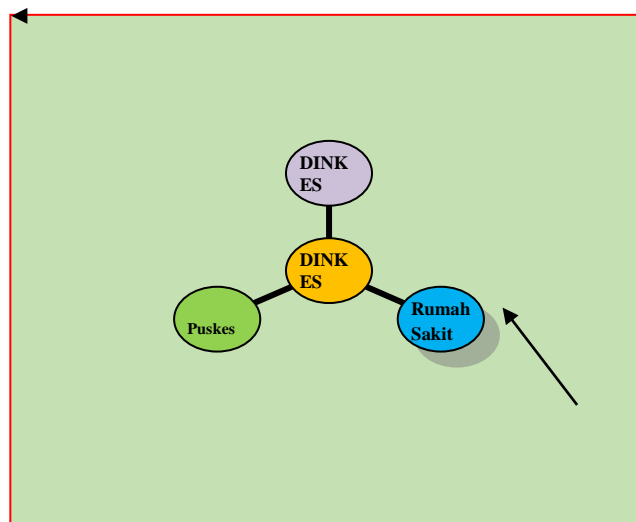 DINK
ES
DINK
ES
Puskes
Rumah
Sakit